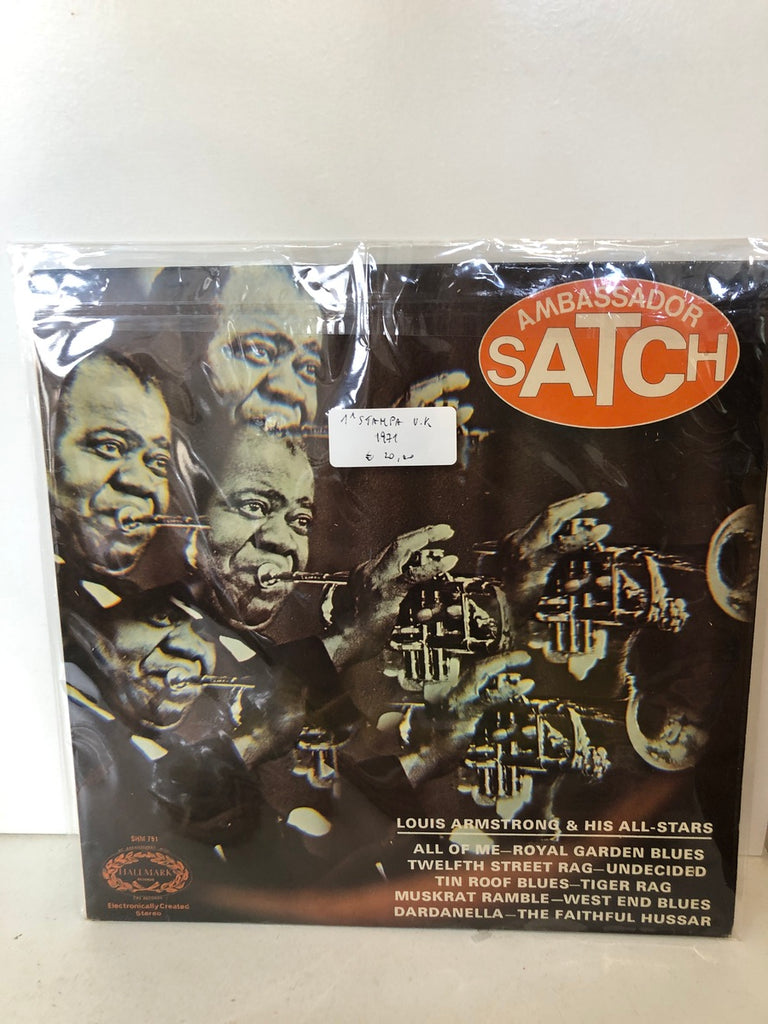 AMBASSADOR
SATCH
1ª STAMPA U.K
1971
€ 20,00
LOUIS ARMSTRONG & HIS ALL-STARS
ALL OF ME—ROYAL GARDEN BLUES
TWELFTH STREET RAG—UNDECIDED
TIN ROOF BLUES—TIGER RAG
MUSKRAT RAMBLE—WEST END BLUES
DARDANELLA—THE FAITHFUL HUSSAR
SHM 791
HALLMARK
Electronically Created
Stereo